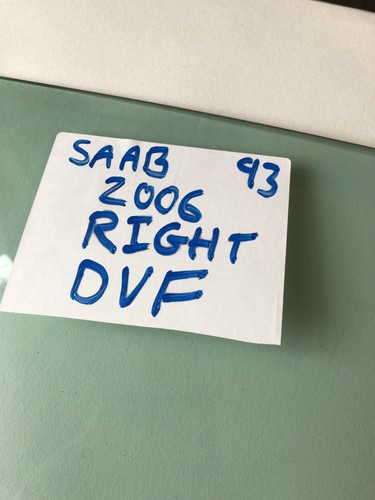 SAAB 93
2006
RIGHT
DVF